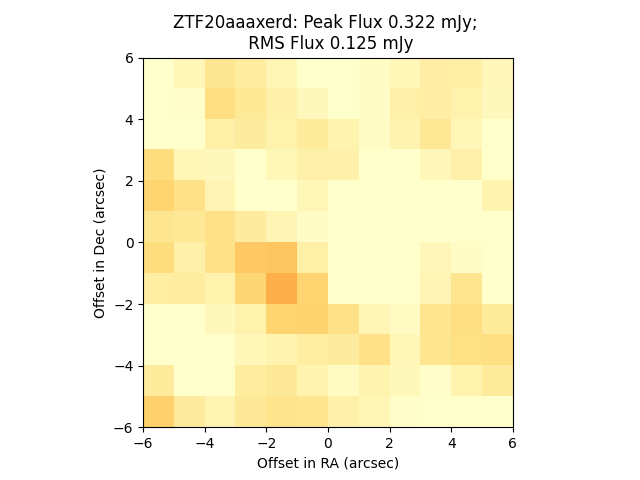 ZTF20aaaxerd: Peak Flux 0.322 mJy;
RMS Flux 0.125 mJy
6
4
2
0
−2
−4
−6
Offset in Dec (arcsec)
−6 −4 −2 0 2 4 6
Offset in RA (arcsec)